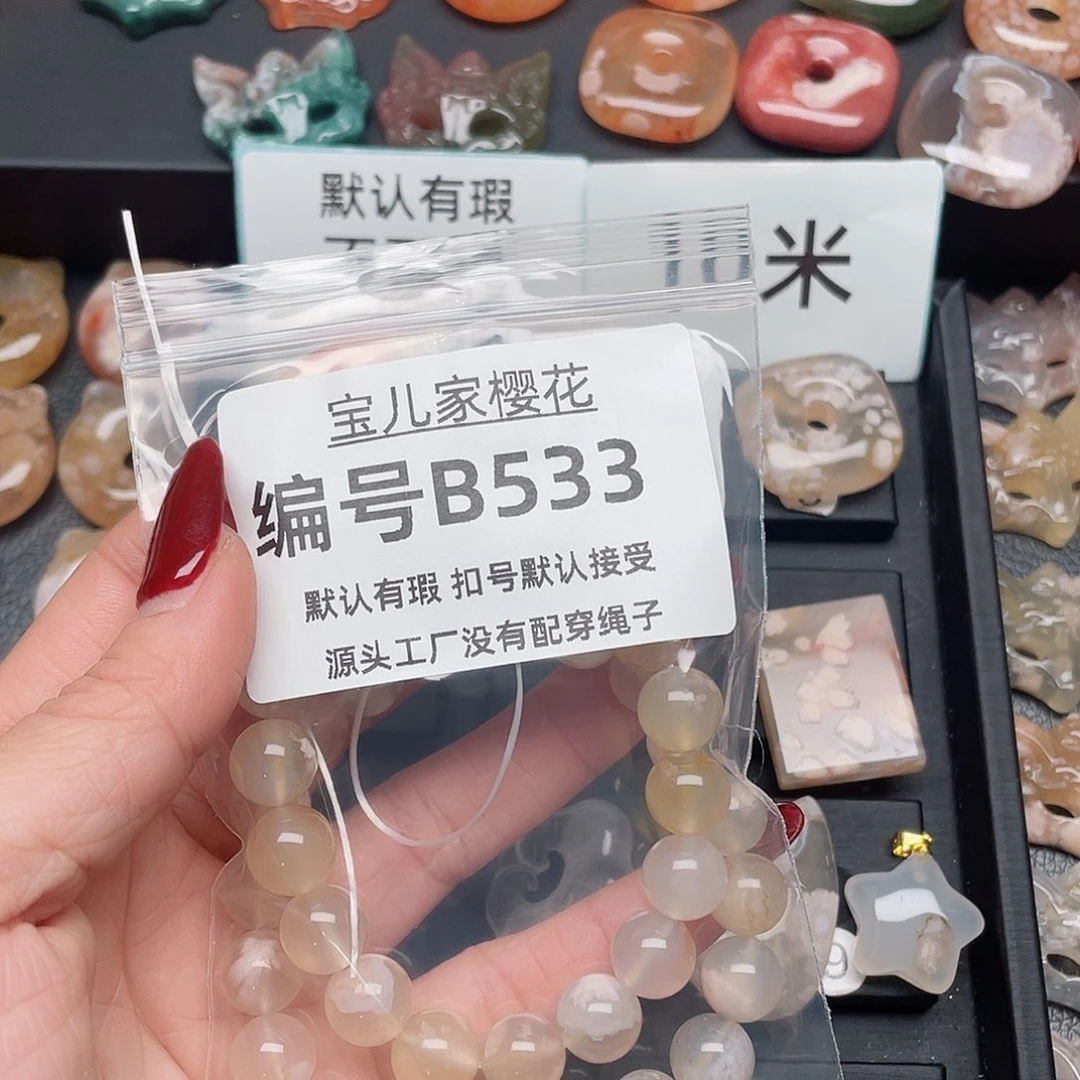 默认有瑕
米
宝儿家樱花
编号B533
默认有瑕 扣号默认接受
源头工厂没有配穿绳子
9